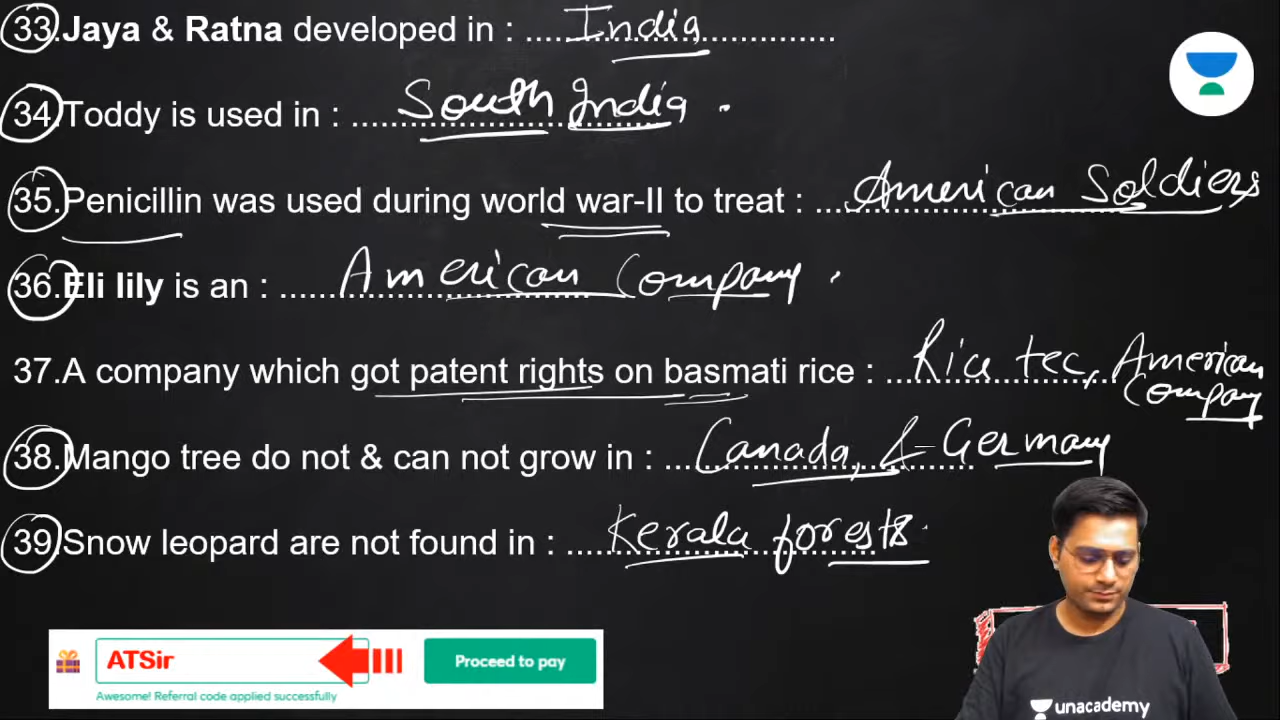 33. Jaya & Ratna developed in : India
34. Toddy is used in : South India.
35. Penicillin was used during world war-II to treat : American Soldiers
36. Eli lily is an : American Company.
37. A company which got patent rights on basmati rice : Rice tec, American Company
38. Mango tree do not & can not grow in : Canada, & Germany
39. Snow leopard are not found in : Kerala forests.
ATSir
Proceed to pay
Awesome! Referral code applied successfully
unacademy